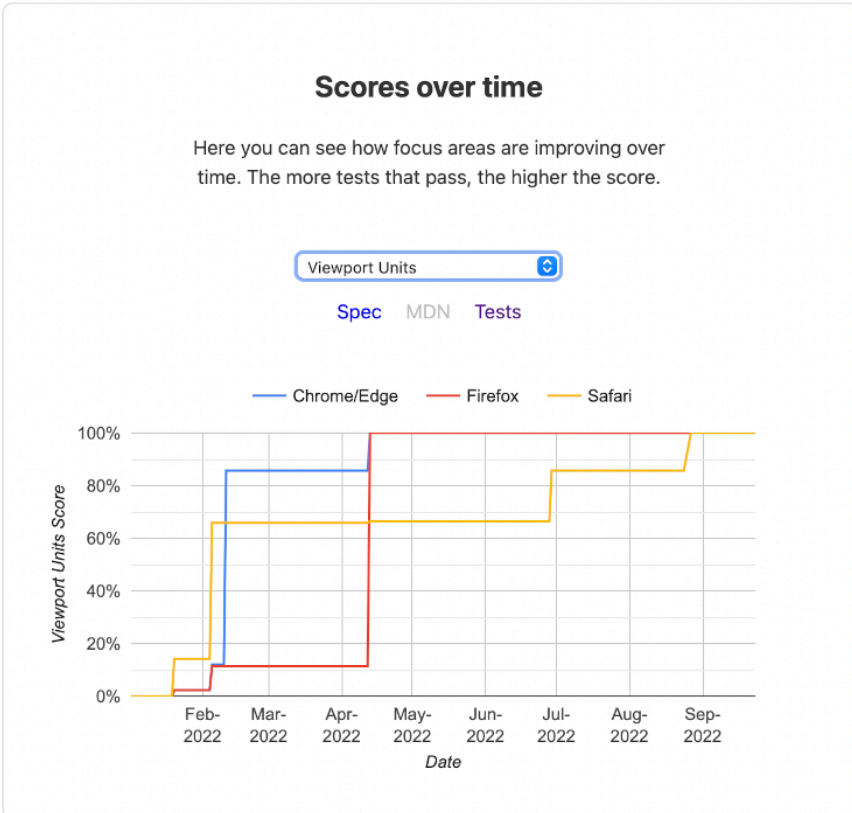 Scores over time
Here you can see how focus areas are improving over
time. The more tests that pass, the higher the score.
Viewport Units
Spec MDN Tests
Chrome/Edge Firefox Safari
100%
80%
60%
40%
20%
0%
Viewport Units Score
Feb-2022 Mar-2022 Apr-2022 May-2022 Jun-2022 Jul-2022 Aug-2022 Sep-2022
Date